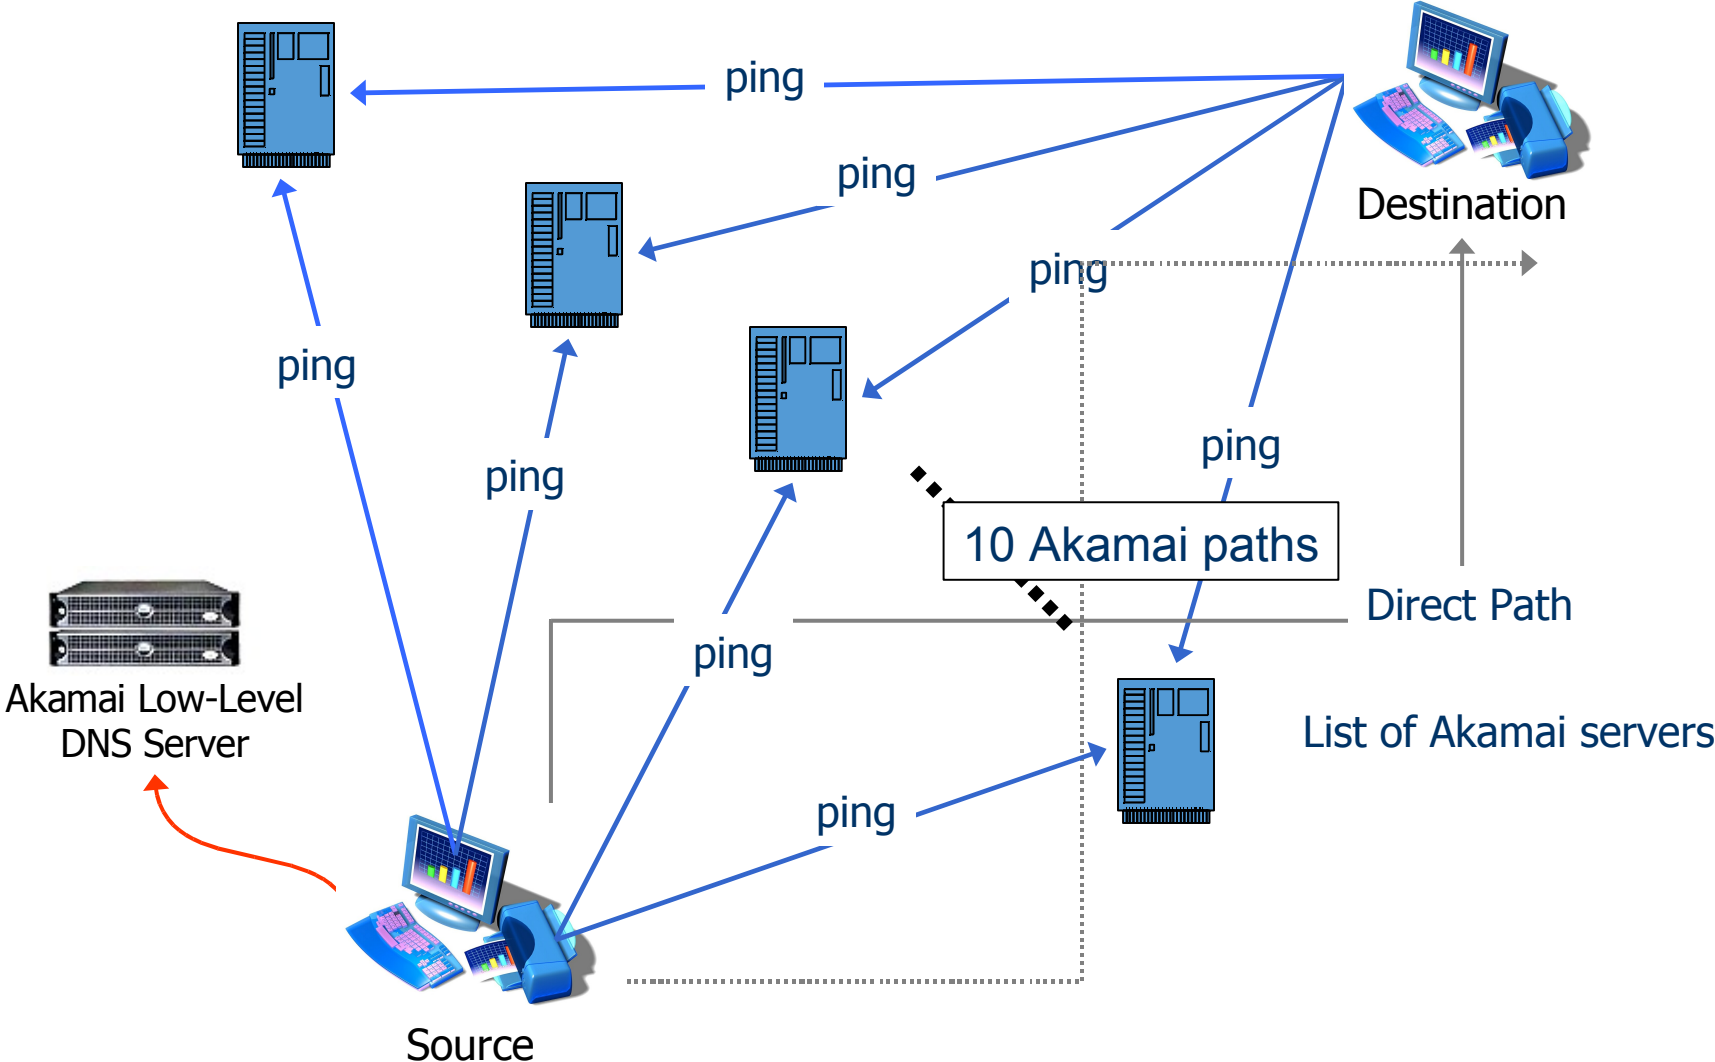 ping
Destination
ping
ping
ping
ping
ping
10 Akamai paths
Direct Path
ping
Akamai Low-Level
DNS Server
List of Akamai servers
ping
Source